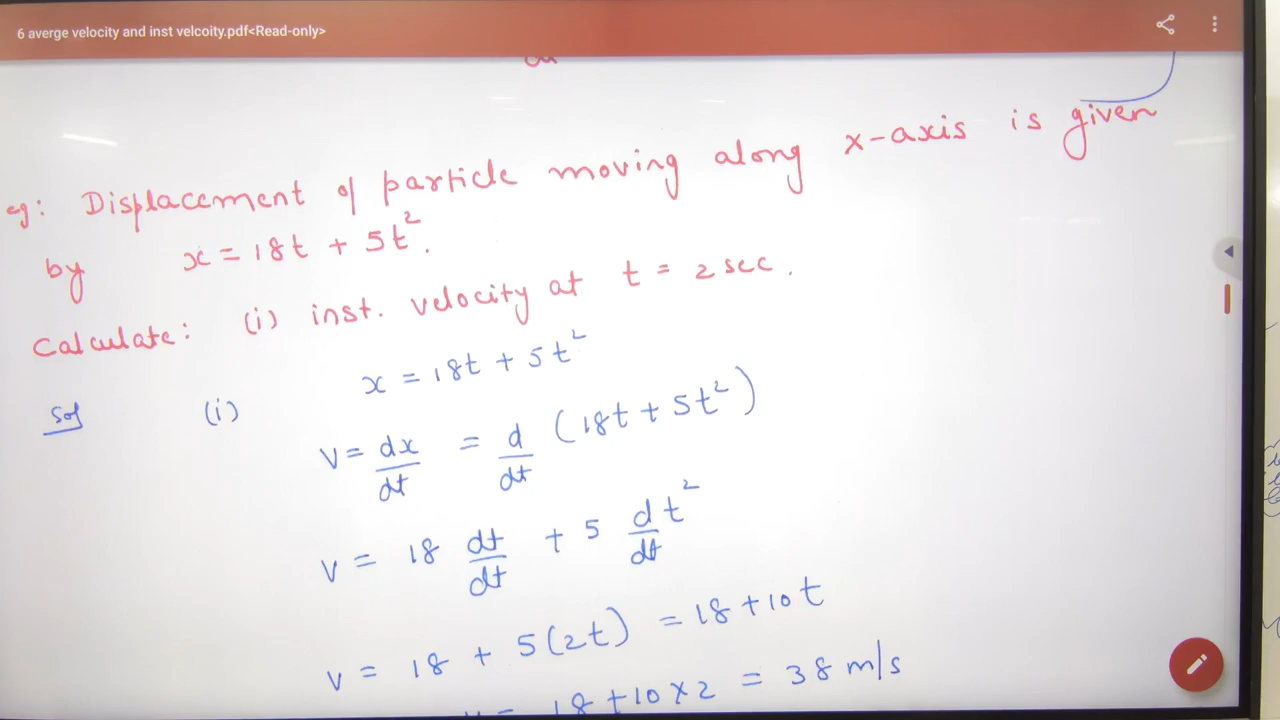 6 averge velocity and inst velcoity.pdf<Read-only>
eg: Displacement of particle moving along x-axis is given
by x = 18t + 5t².
Calculate: (i) inst. velocity at t = 2 sec.
Sol (i) x = 18t + 5t²
v = dx/dt = d/dt (18t + 5t²)
v = 18 dt/dt + 5 d/dt t²
v = 18 + 5(2t) = 18 + 10t
v = 18 + 10 × 2 = 38 m/s